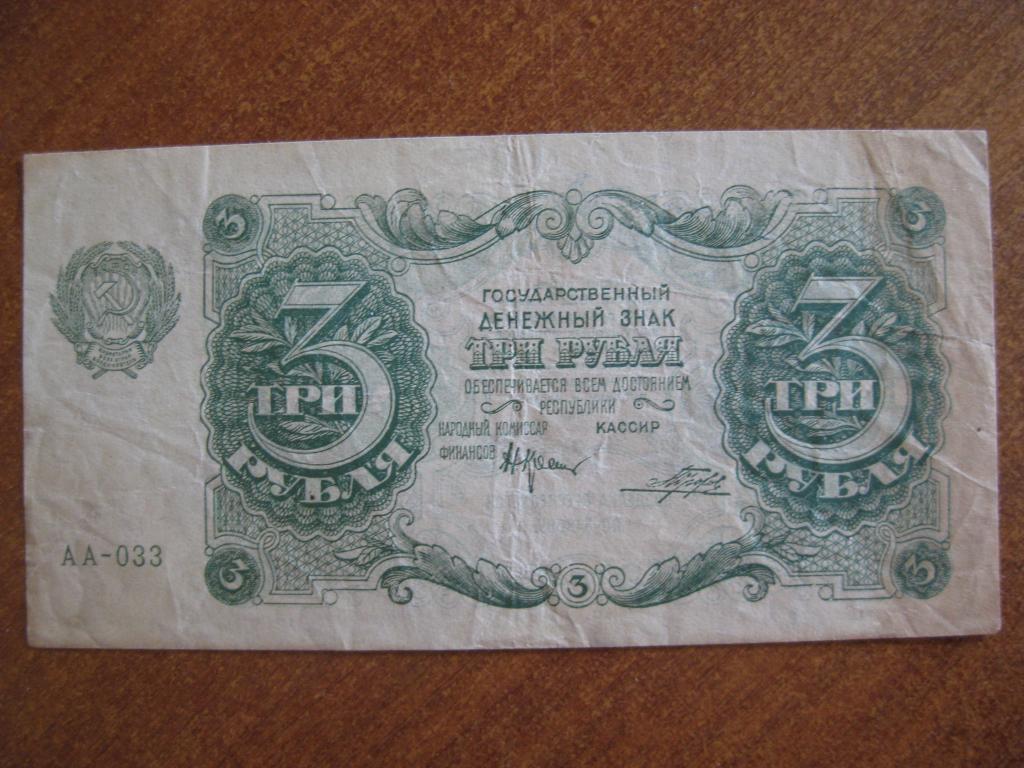 3
3
3
ТРИ
РУБЛЯ
ГОСУДАРСТВЕННЫЙ
ДЕНЕЖНЫЙ ЗНАК
ТРИ РУБЛЯ
ОБЕСПЕЧИВАЕТСЯ ВСЕМ ДОСТОЯНИЕМ
РЕСПУБЛИКИ
НАРОДНЫЙ КОМИССАР
ФИНАНСОВ
КАССИР
3
ТРИ
РУБЛЯ
АА-033
3
3
3